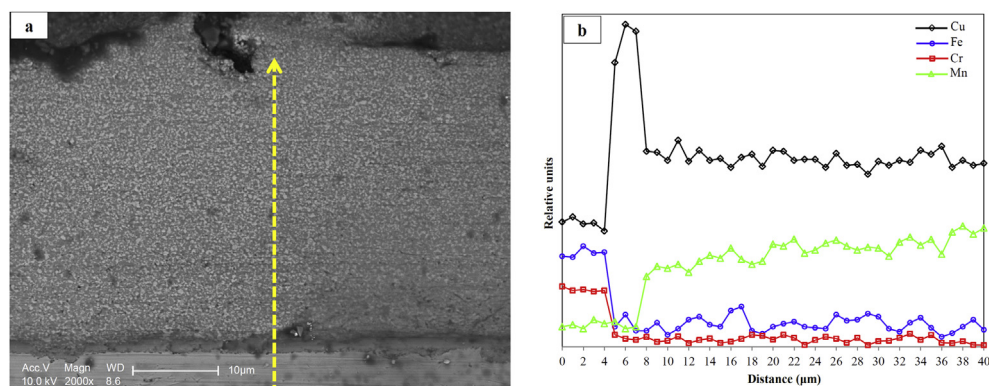 a
Acc.V Magn WD
10.0 kV 2000x 8.6
10µm
b
Cu
Fe
Cr
Mn
Relative units
0 2 4 6 8 10 12 14 16 18 20 22 24 26 28 30 32 34 36 38 40
Distance (µm)